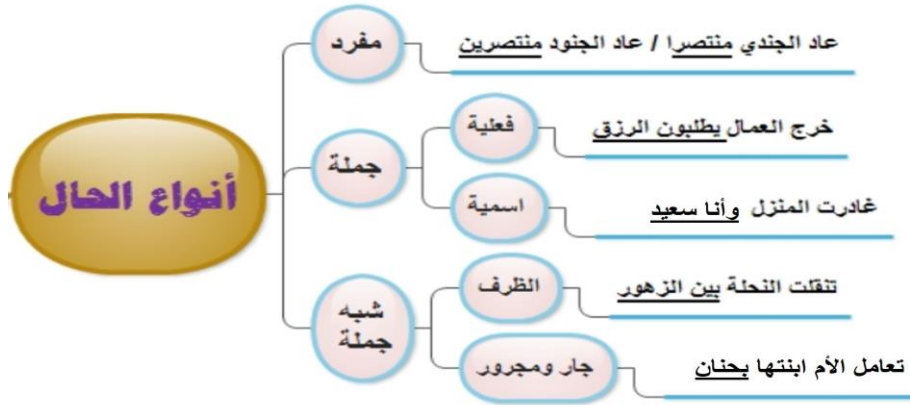 أنواع الحال
مفرد
عاد الجندي منتصرا / عاد الجنود منتصرين
جملة
فعلية
خرج العمال يطلبون الرزق
اسمية
غادرت المنزل وأنا سعيد
شبه
جملة
الظرف
تنقلت النحلة بين الزهور
جار ومجرور
تعامل الأم ابنتها بحنان